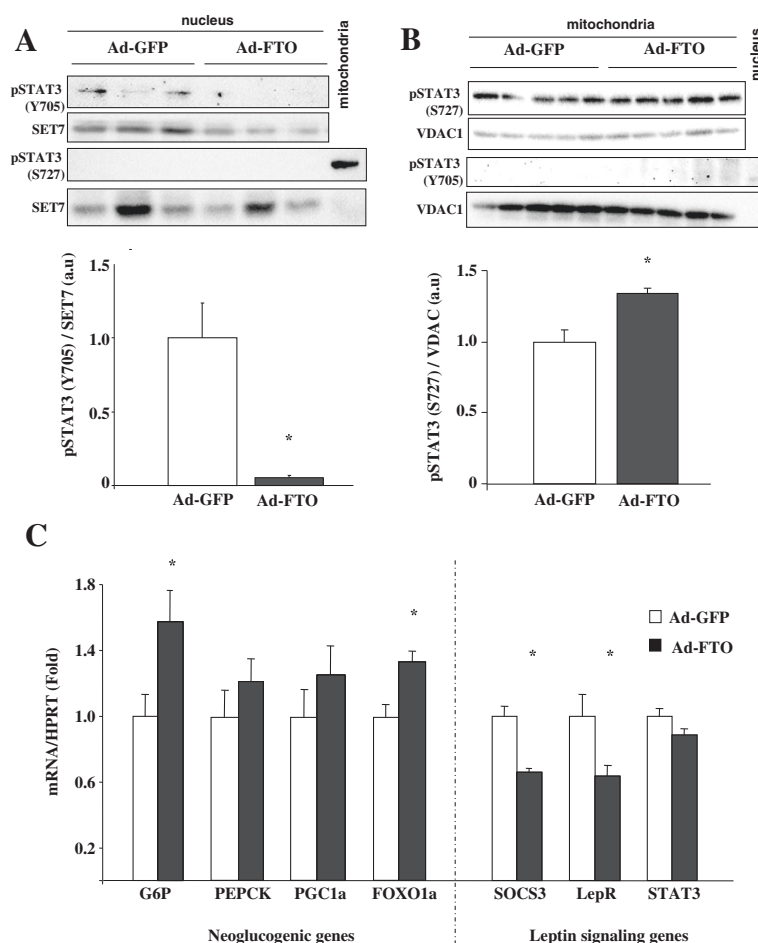 A
nucleus
Ad-GFP
Ad-FTO
mitochondria
pSTAT3
(Y705)
SET7
pSTAT3
(S727)
SET7
pSTAT3 (Y705) / SET7 (a.u)
1.5
1.0
0.5
0
*
Ad-GFP
Ad-FTO
B
mitochondria
Ad-GFP
Ad-FTO
nucleus
pSTAT3
(S727)
VDAC1
pSTAT3
(Y705)
VDAC1
pSTAT3 (S727) / VDAC (a.u)
1.5
1.0
0.5
0
*
Ad-GFP
Ad-FTO
C
mRNA/HPRT (Fold)
1.8
1.4
1.0
0.6
0.2
*
*
*
*
Ad-GFP
Ad-FTO
G6P PEPCK PGC1a FOXO1a SOCS3 LepR STAT3
Neoglucogenic genes Leptin signaling genes